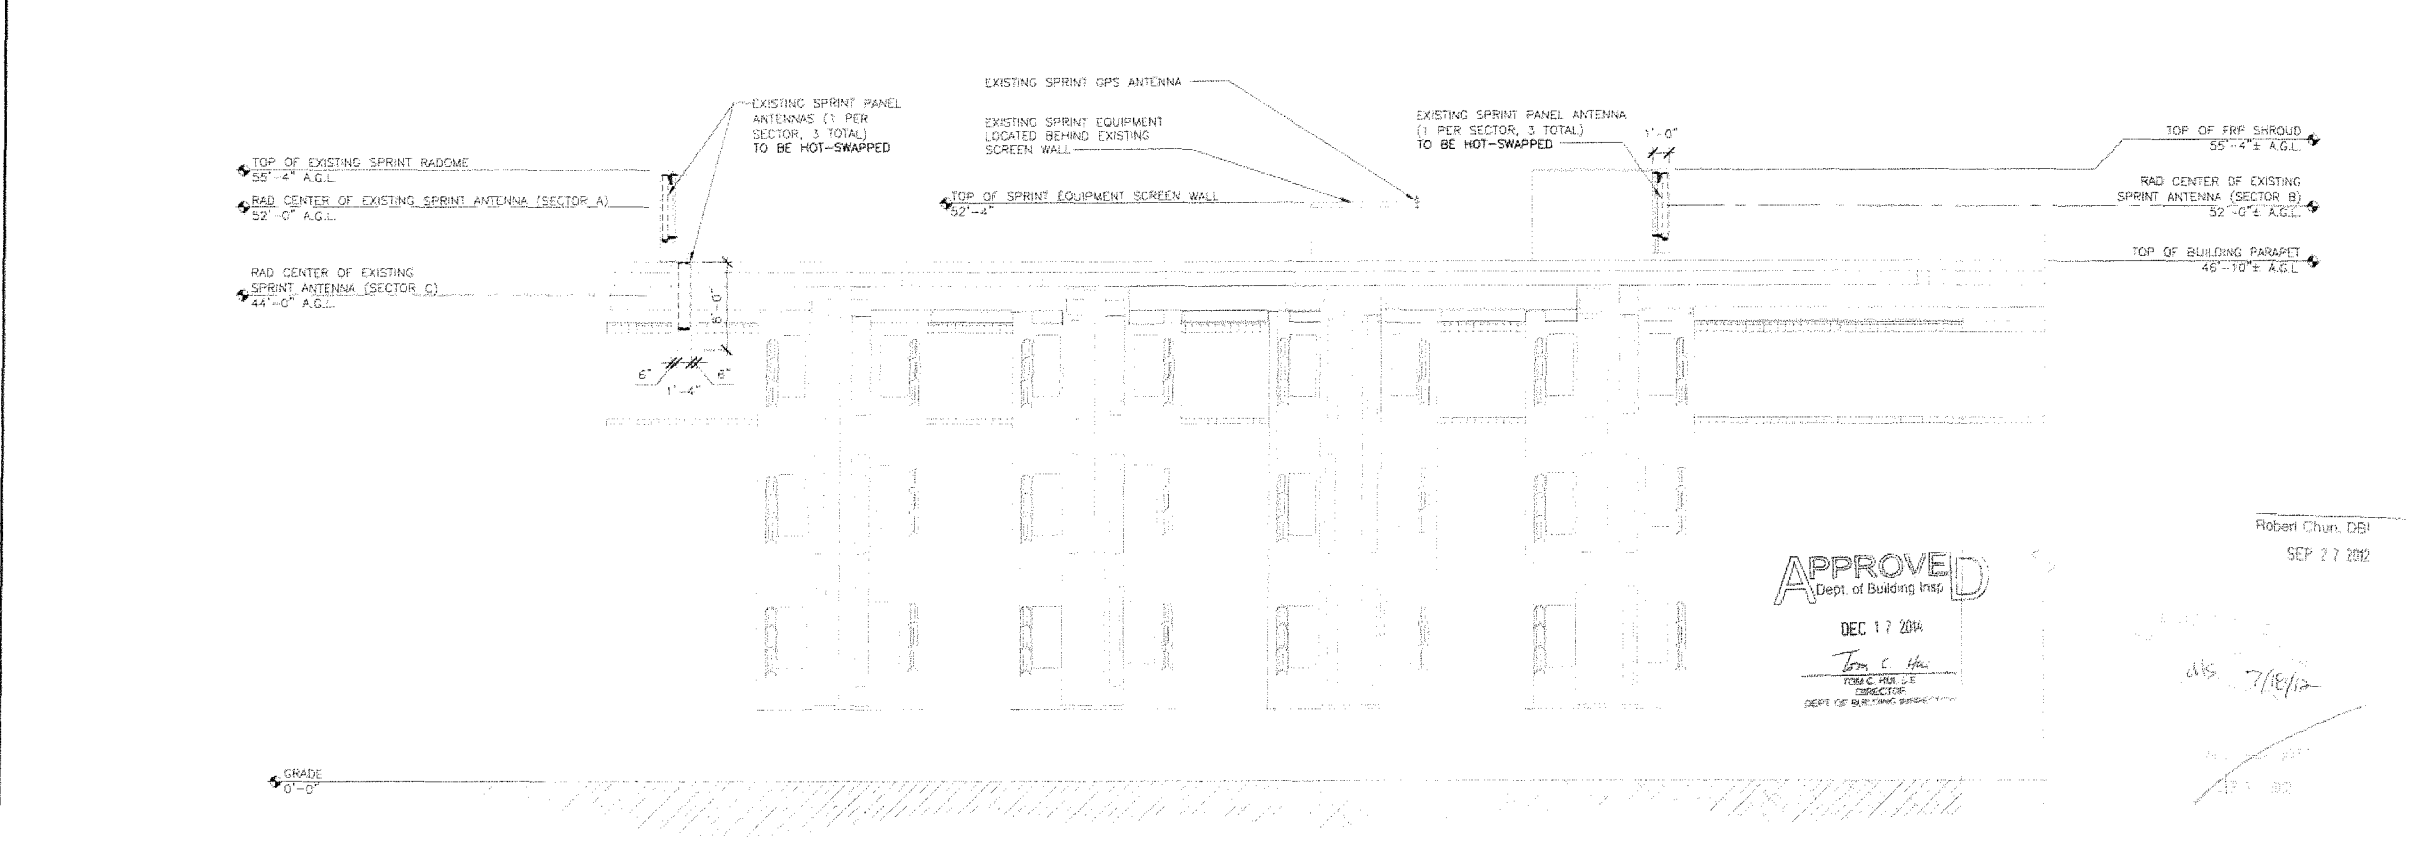 EXISTING SPRINT GPS ANTENNA
EXISTING SPRINT PANEL
ANTENNAS (1 PER
SECTOR, 3 TOTAL)
TO BE HOT-SWAPPED
EXISTING SPRINT EQUIPMENT
LOCATED BEHIND EXISTING
SCREEN WALL
EXISTING SPRINT PANEL ANTENNA
(1 PER SECTOR, 3 TOTAL)
TO BE HOT-SWAPPED
1'-0"
TOP OF FRP SHROUD
55'-4"± A.G.L.
TOP OF EXISTING SPRINT RADOME
55'-4" A.G.L.
RAD CENTER OF EXISTING SPRINT ANTENNA (SECTOR A)
52'-0" A.G.L.
TOP OF SPRINT EQUIPMENT SCREEN WALL
52'-4"
RAD CENTER OF EXISTING
SPRINT ANTENNA (SECTOR B)
52'-0"± A.G.L.
TOP OF BUILDING PARAPET
46'-10"± A.G.L.
RAD CENTER OF EXISTING
SPRINT ANTENNA (SECTOR C)
44'-0" A.G.L.
6"
6"
1'-4"
Robert Chun, DBI
SEP 27 2012
APPROVED
Dept. of Building Insp
DEC 17 2014
Tom C. Hui
TOM C. HUI, S.E.
DIRECTOR
DEPT. OF BUILDING INSPECTION
7/18/12
GRADE
0'-0"